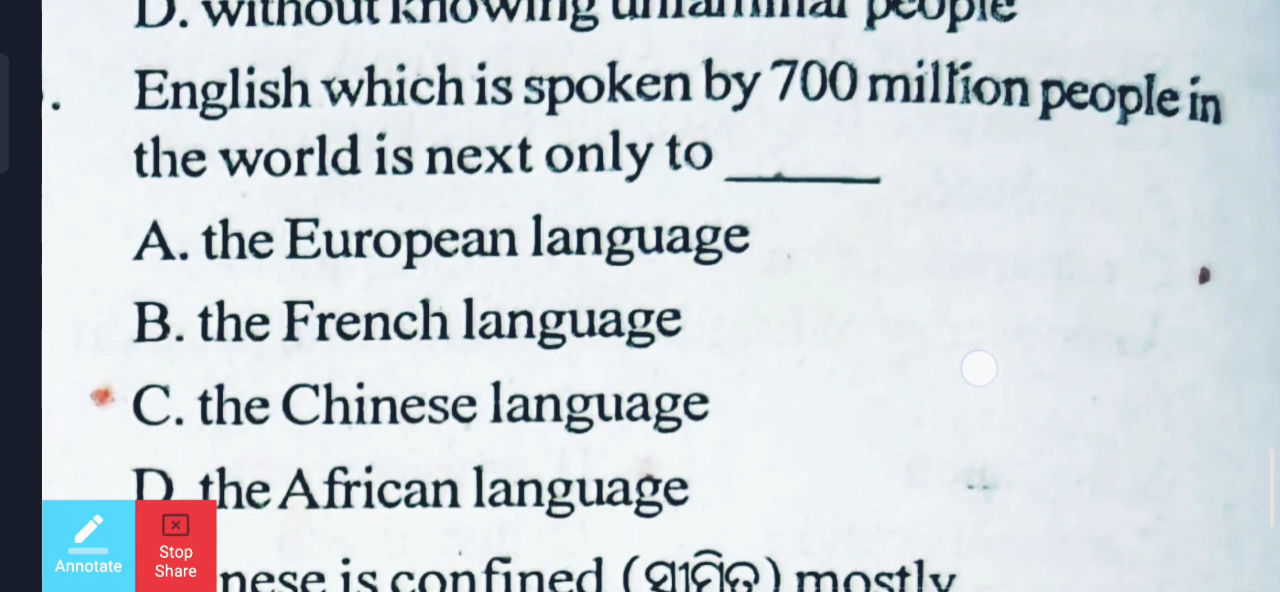 D. without knowing unfamiliar people
. English which is spoken by 700 million people in
the world is next only to ______
A. the European language
B. the French language
C. the Chinese language
D. the African language
nese is confined (ସୀମିତ) mostly
Annotate
Stop
Share